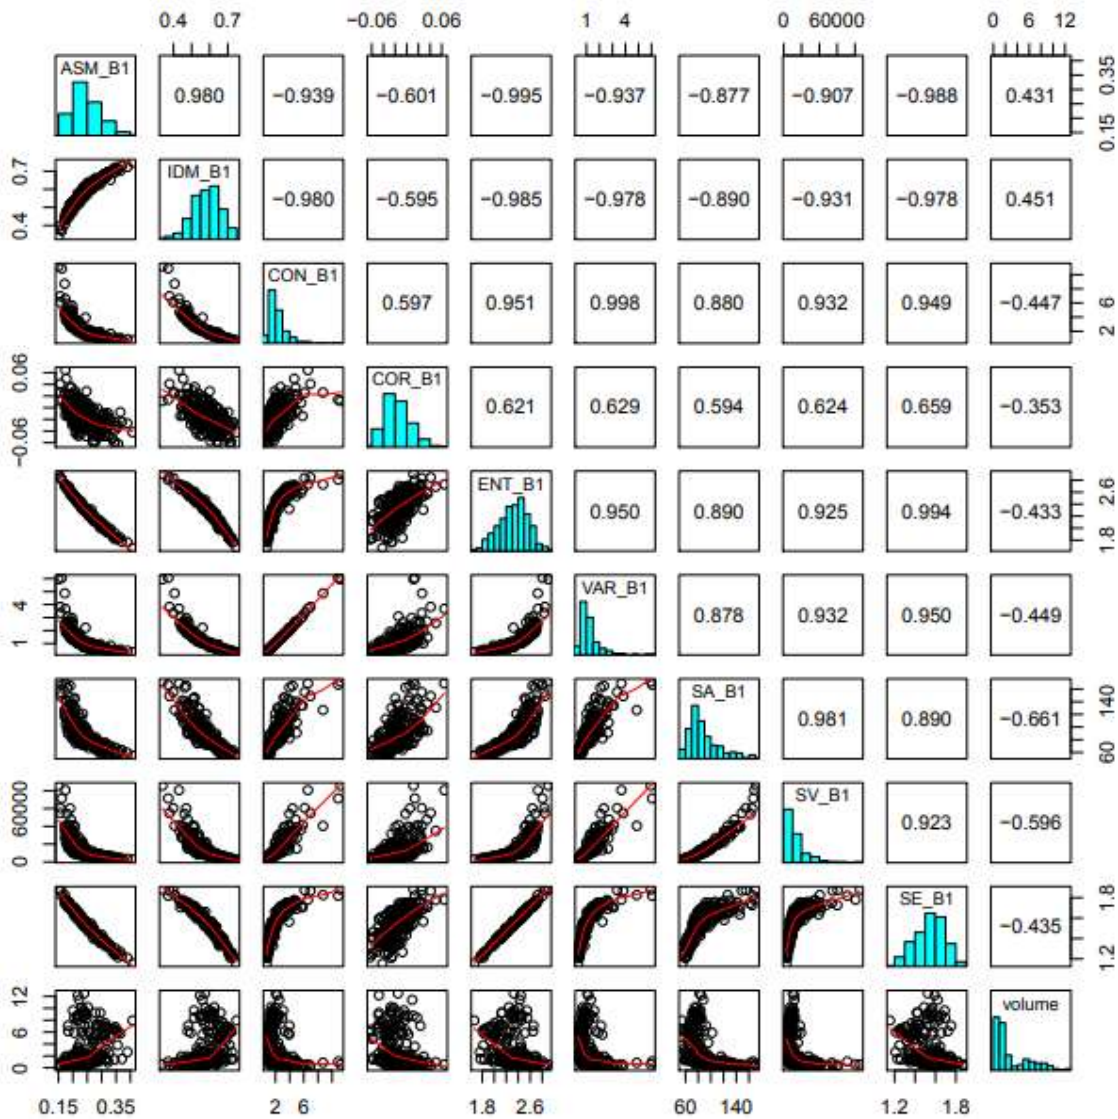 0.4 0.7 −0.06 0.06 1 4 0 60000 0 6 12
ASM_B1 0.980 −0.939 −0.601 −0.995 −0.937 −0.877 −0.907 −0.988 0.431 0.15 0.35
0.4 0.7 IDM_B1 −0.980 −0.595 −0.985 −0.978 −0.890 −0.931 −0.978 0.451
CON_B1 0.597 0.951 0.998 0.880 0.932 0.949 −0.447 2 6
−0.06 0.06 COR_B1 0.621 0.629 0.594 0.624 0.659 −0.353
ENT_B1 0.950 0.890 0.925 0.994 −0.433 1.8 2.6
1 4 VAR_B1 0.878 0.932 0.950 −0.449
SA_B1 0.981 0.890 −0.661 60 140
0 60000 SV_B1 0.923 −0.596
SE_B1 −0.435 1.2 1.8
0 6 12 volume
0.15 0.35 2 6 1.8 2.6 60 140 1.2 1.8